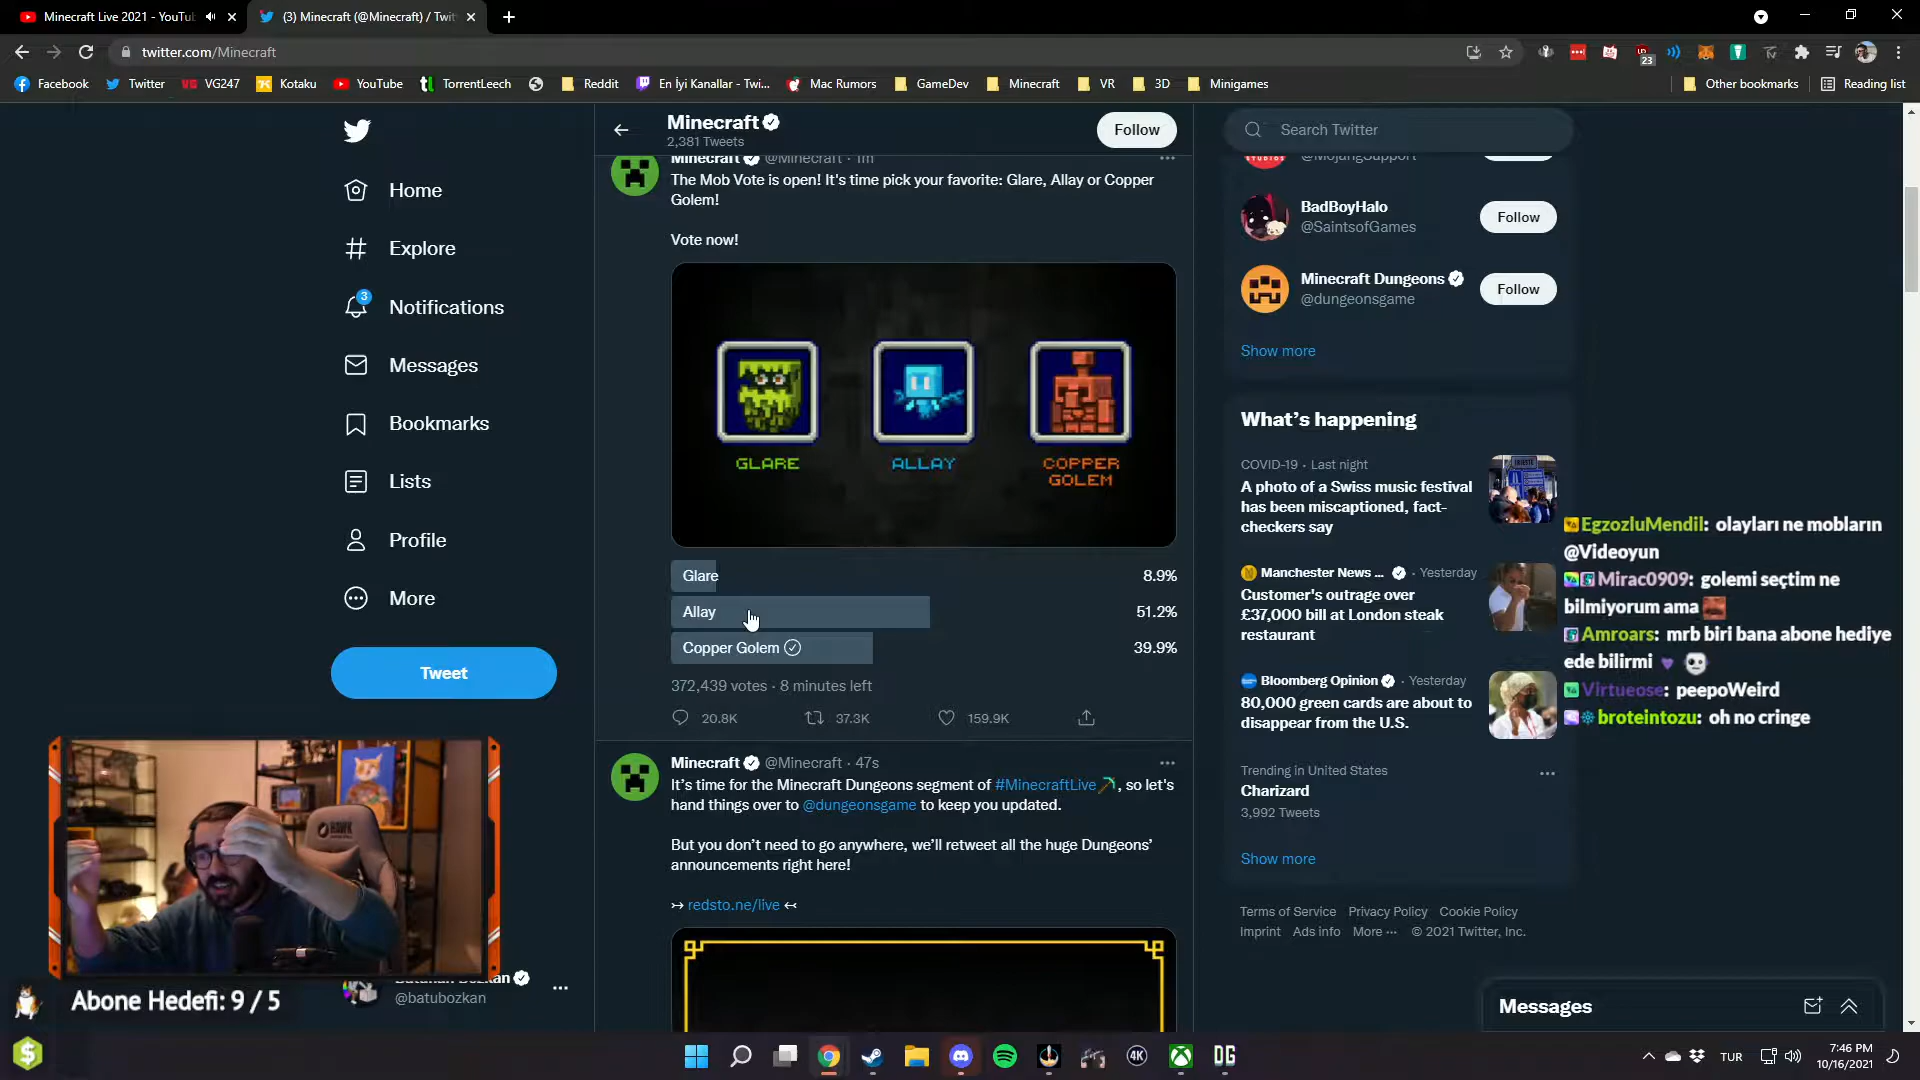 Minecraft Live 2021 - YouTu
(3) Minecraft (@Minecraft) / Twit
twitter.com/Minecraft
23
Facebook
Twitter
VG247
Kotaku
YouTube
TorrentLeech
Reddit
En İyi Kanallar - Twi...
Mac Rumors
GameDev
Minecraft
VR
3D
Minigames
Other bookmarks
Reading list
Home
Explore
3
Notifications
Messages
Bookmarks
Lists
Profile
More
Tweet
@batubozkan
Abone Hedefi: 9 / 5
Minecraft
2,381 Tweets
Follow
Minecraft @Minecraft · 1m
The Mob Vote is open! It's time pick your favorite: Glare, Allay or Copper
Golem!
Vote now!
GLARE
ALLAY
COPPER
GOLEM
Glare 8.9%
Allay 51.2%
Copper Golem 39.9%
372,439 votes · 8 minutes left
20.8K 37.3K 159.9K
Minecraft @Minecraft · 47s
It's time for the Minecraft Dungeons segment of #MinecraftLive, so let's
hand things over to @dungeonsgame to keep you updated.
But you don't need to go anywhere, we'll retweet all the huge Dungeons'
announcements right here!
↣ redsto.ne/live ↢
Search Twitter
@MojangSupport
BadBoyHalo
@SaintsofGames
Follow
Minecraft Dungeons
@dungeonsgame
Follow
Show more
What's happening
COVID-19 · Last night
A photo of a Swiss music festival
has been miscaptioned, fact-
checkers say
Manchester News ... · Yesterday
Customer's outrage over
£37,000 bill at London steak
restaurant
Bloomberg Opinion · Yesterday
80,000 green cards are about to
disappear from the U.S.
Trending in United States
Charizard
3,992 Tweets
Show more
Terms of Service Privacy Policy Cookie Policy
Imprint Ads info More ··· © 2021 Twitter, Inc.
EgzozluMendil: olayları ne mobların
@Videoyun
Mirac0909: golemi seçtim ne
bilmiyorum ama
Amroars: mrb biri bana abone hediye
ede bilirmi
Virtueose: peepoWeird
broteintozu: oh no cringe
Messages
4K
DG
TUR
7:46 PM
10/16/2021